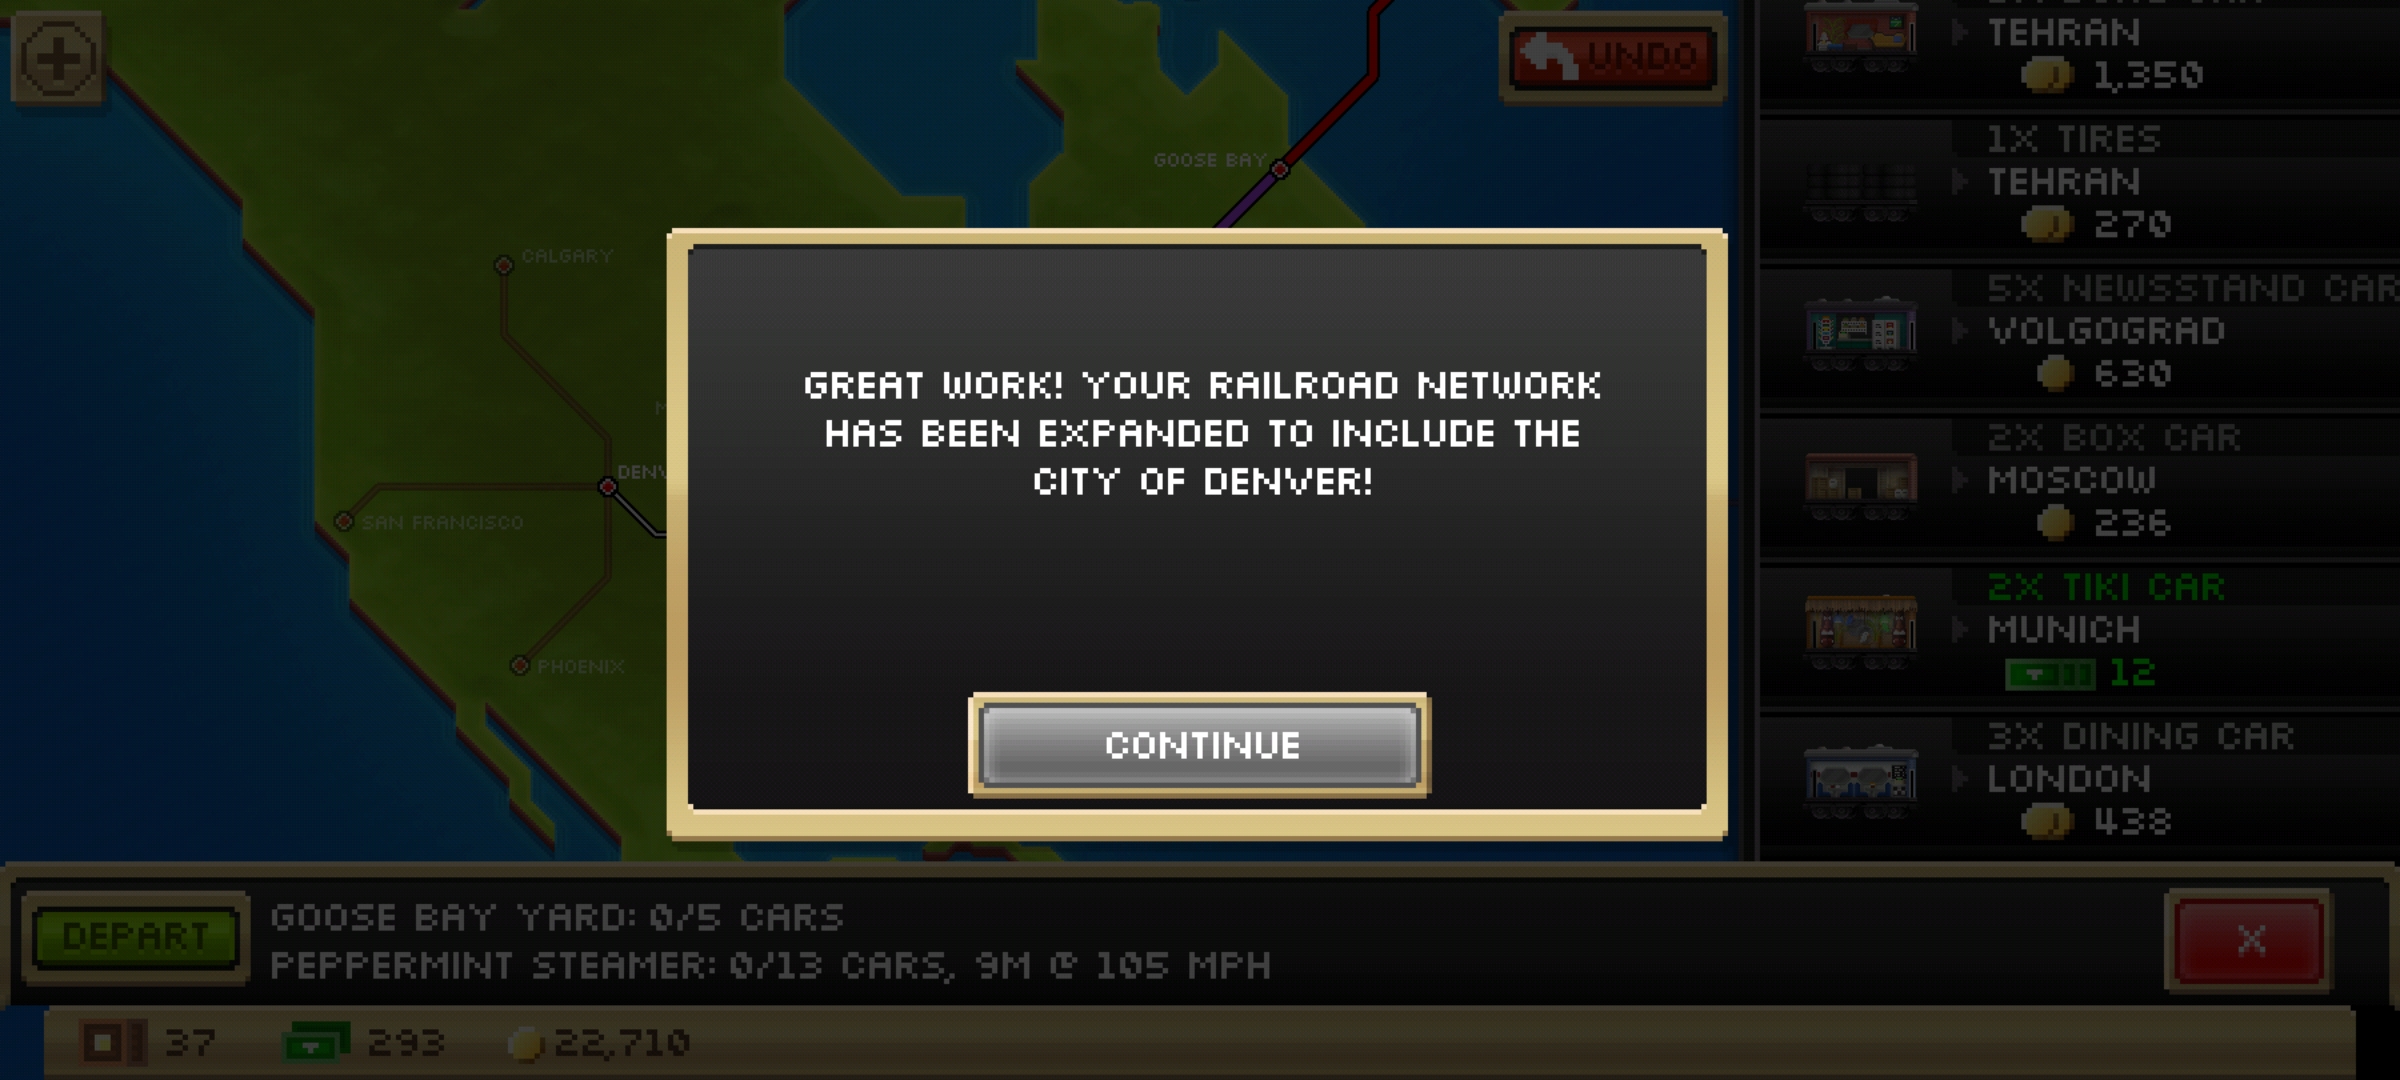 UNDO
GOOSE BAY
CALGARY
DENV
SAN FRANCISCO
PHOENIX
GREAT WORK! YOUR RAILROAD NETWORK
HAS BEEN EXPANDED TO INCLUDE THE
CITY OF DENVER!
CONTINUE
TEHRAN
1,350
1X TIRES
TEHRAN
270
5X NEWSSTAND CAR
VOLGOGRAD
630
2X BOX CAR
MOSCOW
236
2X TIKI CAR
MUNICH
12
3X DINING CAR
LONDON
438
DEPART
GOOSE BAY YARD: 0/5 CARS
PEPPERMINT STEAMER: 0/13 CARS, 9M @ 105 MPH
X
37
293
22,710